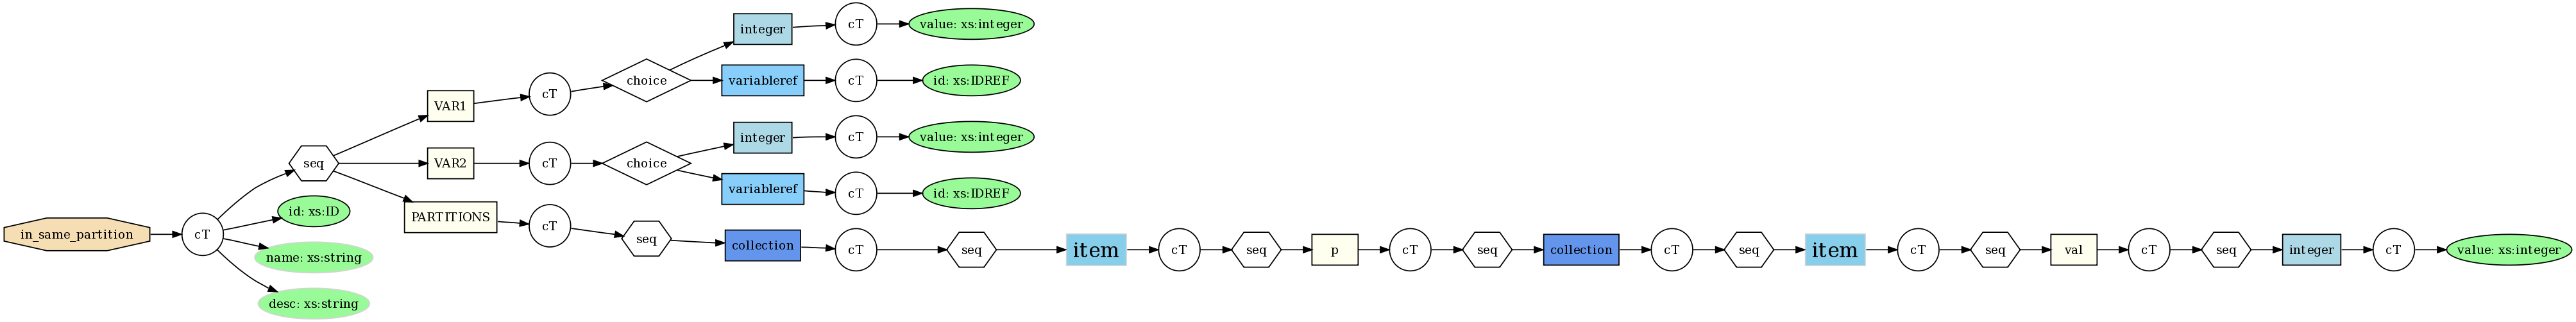 in_same_partition
cT
seq
id: xs:ID
name: xs:string
desc: xs:string
VAR1
cT
choice
integer
cT
value: xs:integer
variableref
cT
id: xs:IDREF
VAR2
cT
choice
integer
cT
value: xs:integer
variableref
cT
id: xs:IDREF
PARTITIONS
cT
seq
collection
cT
seq
item
cT
seq
p
cT
seq
collection
cT
seq
item
cT
seq
val
cT
seq
integer
cT
value: xs:integer